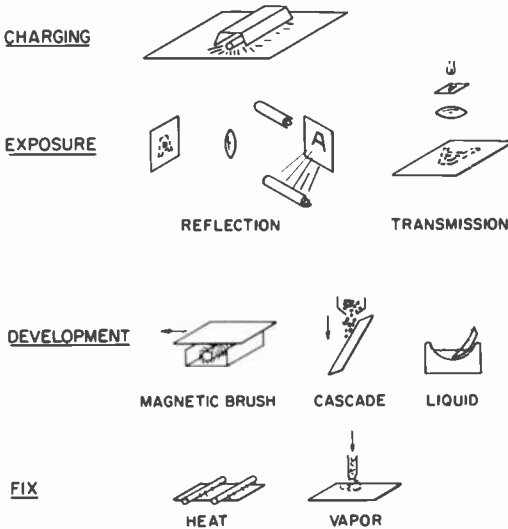 CHARGING
A
EXPOSURE
REFLECTION TRANSMISSION
DEVELOPMENT
MAGNETIC BRUSH CASCADE LIQUID
FIX
HEAT VAPOR